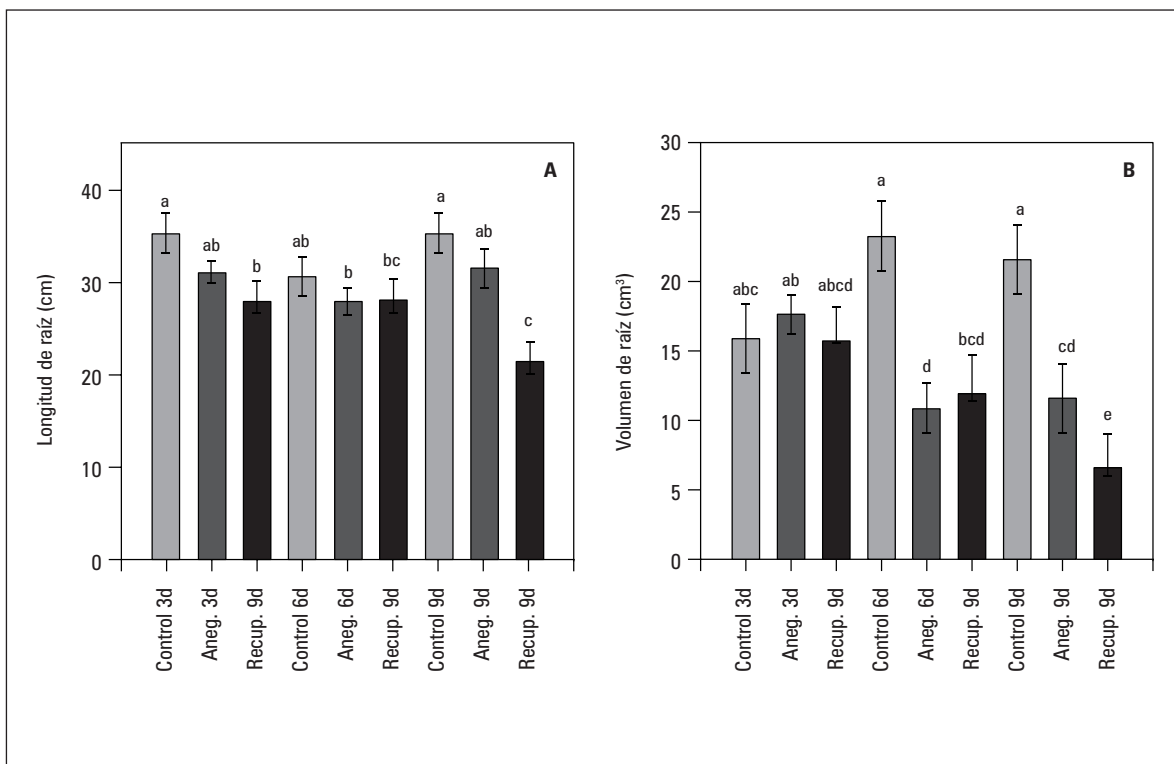 A
Longitud de raíz (cm)
40
30
20
10
0
a
ab
b
ab
b
bc
a
ab
c
Control 3d
Aneg. 3d
Recup. 9d
Control 6d
Aneg. 6d
Recup. 9d
Control 9d
Aneg. 9d
Recup. 9d
B
Volumen de raíz (cm³)
30
25
20
15
10
5
0
abc
ab
abcd
a
d
bcd
a
cd
e
Control 3d
Aneg. 3d
Recup. 9d
Control 6d
Aneg. 6d
Recup. 9d
Control 9d
Aneg. 9d
Recup. 9d